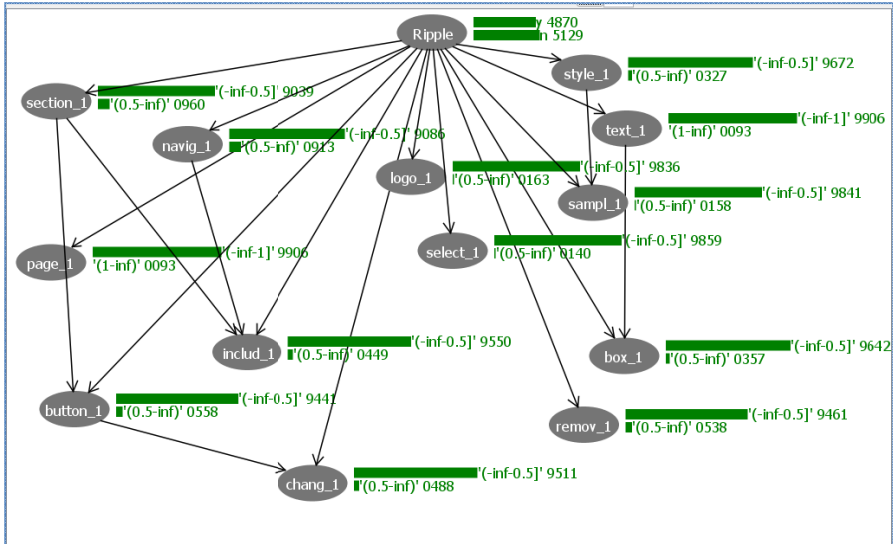 Ripple
y 4870
n 5129
style_1
'(-inf-0.5]' 9672
'(0.5-inf)' 0327
section_1
'(-inf-0.5]' 9039
'(0.5-inf)' 0960
text_1
'(-inf-1]' 9906
'(1-inf)' 0093
navig_1
'(-inf-0.5]' 9086
'(0.5-inf)' 0913
logo_1
'(-inf-0.5]' 9836
'(0.5-inf)' 0163
sampl_1
'(-inf-0.5]' 9841
'(0.5-inf)' 0158
select_1
'(-inf-0.5]' 9859
'(0.5-inf)' 0140
page_1
'(-inf-1]' 9906
'(1-inf)' 0093
includ_1
'(-inf-0.5]' 9550
'(0.5-inf)' 0449
box_1
'(-inf-0.5]' 9642
'(0.5-inf)' 0357
button_1
'(-inf-0.5]' 9441
'(0.5-inf)' 0558
remov_1
'(-inf-0.5]' 9461
'(0.5-inf)' 0538
chang_1
'(-inf-0.5]' 9511
'(0.5-inf)' 0488